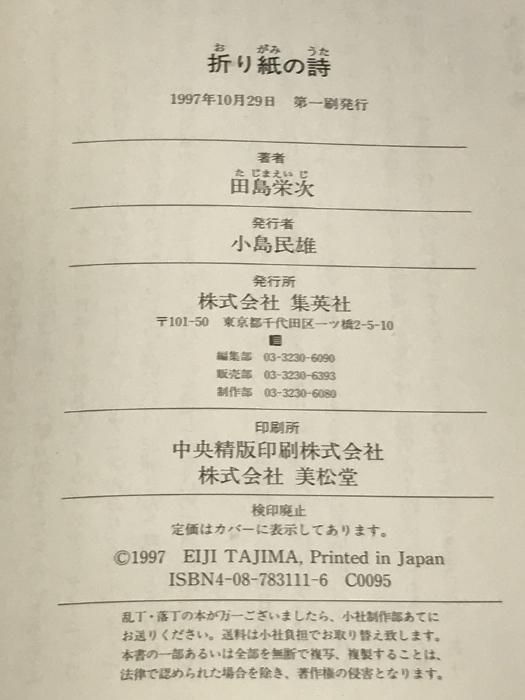 お がみ うた
折り紙の詩
1997年10月29日 第一刷発行
著者
た じまえい じ
田島栄次
発行者
小島民雄
発行所
株式会社 集英社
〒101-50 東京都千代田区一ツ橋2-5-10
編集部 03-3230-6090
販売部 03-3230-6393
制作部 03-3230-6080
印刷所
中央精版印刷株式会社
株式会社 美松堂
検印廃止
定価はカバーに表示してあります。
©1997 EIJI TAJIMA, Printed in Japan
ISBN4-08-783111-6 C0095
乱丁・落丁の本が万一ございましたら、小社制作部あてに
お送りください。送料は小社負担でお取り替え致します。
本書の一部あるいは全部を無断で複写、複製することは、
法律で認められた場合を除き、著作権の侵害となります。